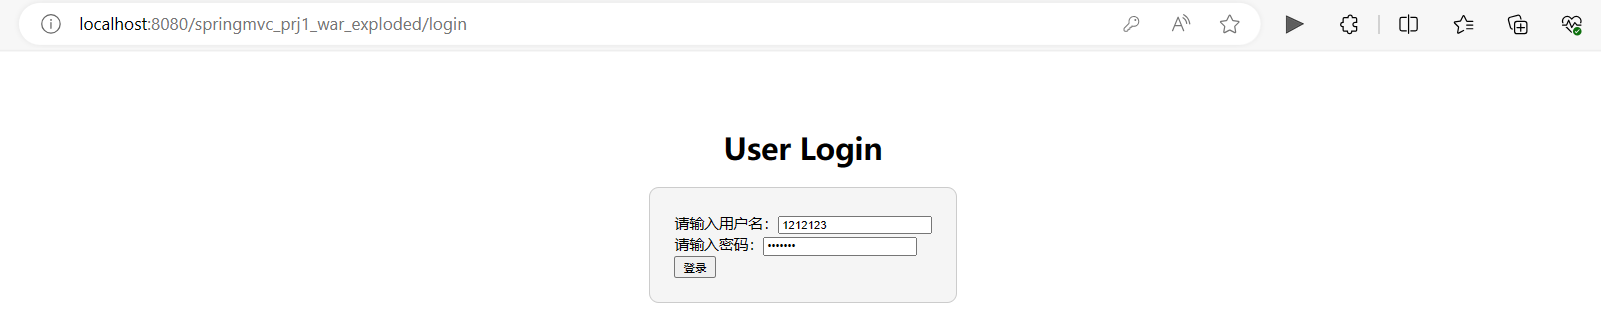 localhost:8080/springmvc_prj1_war_exploded/login
User Login
请输入用户名：1212123
请输入密码：•••••••
登录